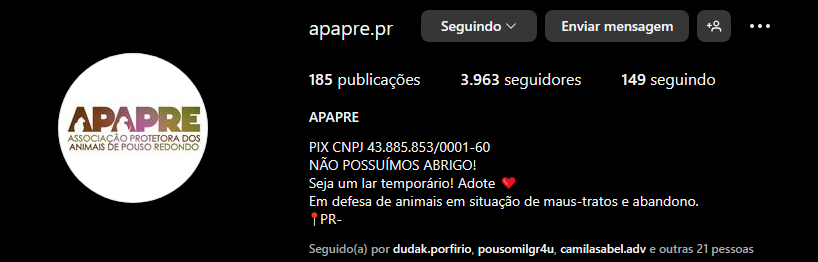 apapre.pr Seguindo Enviar mensagem
185 publicações 3.963 seguidores 149 seguindo
APAPRE
ASSOCIAÇÃO PROTETORA DOS
ANIMAIS DE POUSO REDONDO
APAPRE
PIX CNPJ 43.885.853/0001-60
NÃO POSSUÍMOS ABRIGO!
Seja um lar temporário! Adote ❤️
Em defesa de animais em situação de maus-tratos e abandono.
📍PR-
Seguido(a) por dudak.porfirio, pousomilgr4u, camilasabel.adv e outras 21 pessoas